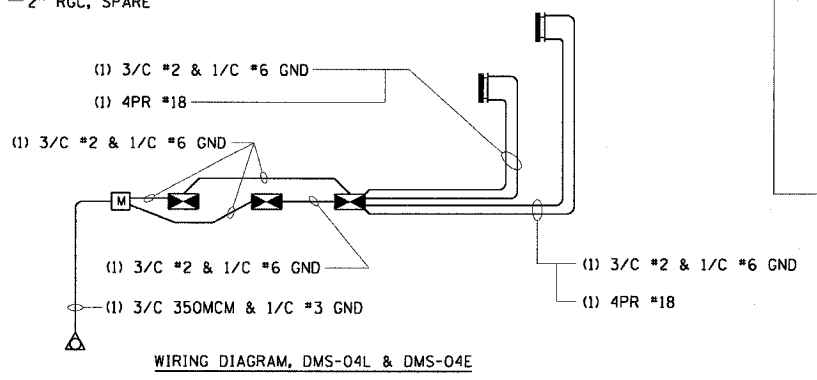 2" RGC, SPARE
(1) 3/C #2 & 1/C #6 GND
(1) 4PR #18
(1) 3/C #2 & 1/C #6 GND
M
(1) 3/C #2 & 1/C #6 GND
(1) 3/C #2 & 1/C #6 GND
(1) 4PR #18
(1) 3/C 350MCM & 1/C #3 GND
WIRING DIAGRAM, DMS-04L & DMS-04E